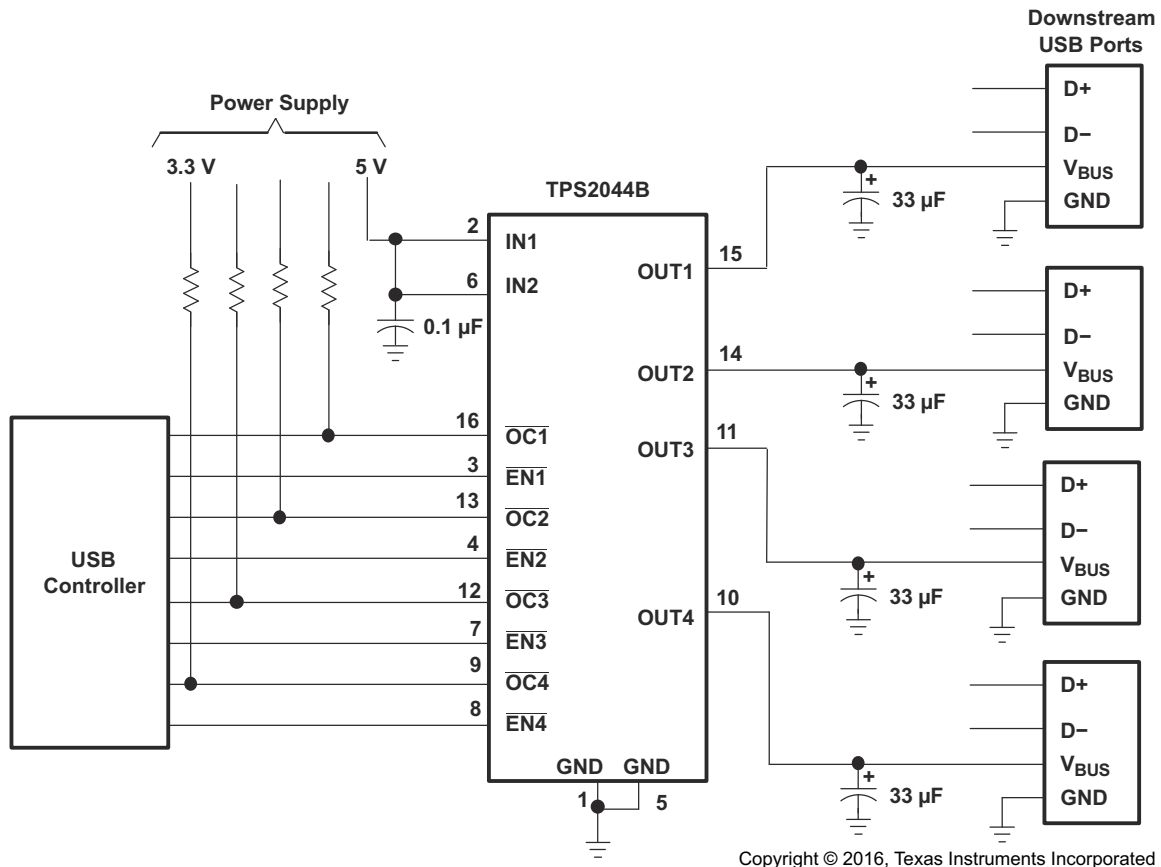 Downstream
USB Ports
Power Supply
3.3 V
5 V
TPS2044B
2
IN1
6
IN2
0.1 µF
16
OC1
3
EN1
13
OC2
4
EN2
12
OC3
7
EN3
9
OC4
8
EN4
USB
Controller
GND GND
1
5
OUT1
15
OUT2
14
OUT3
11
OUT4
10
+
33 µF
D+
D−
VBUS
GND
+
33 µF
D+
D−
VBUS
GND
+
33 µF
D+
D−
VBUS
GND
+
33 µF
D+
D−
VBUS
GND
Copyright © 2016, Texas Instruments Incorporated